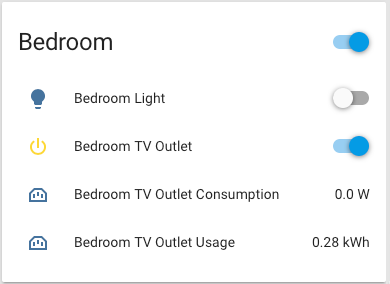 Bedroom
Bedroom Light
Bedroom TV Outlet
Bedroom TV Outlet Consumption 0.0 W
Bedroom TV Outlet Usage 0.28 kWh